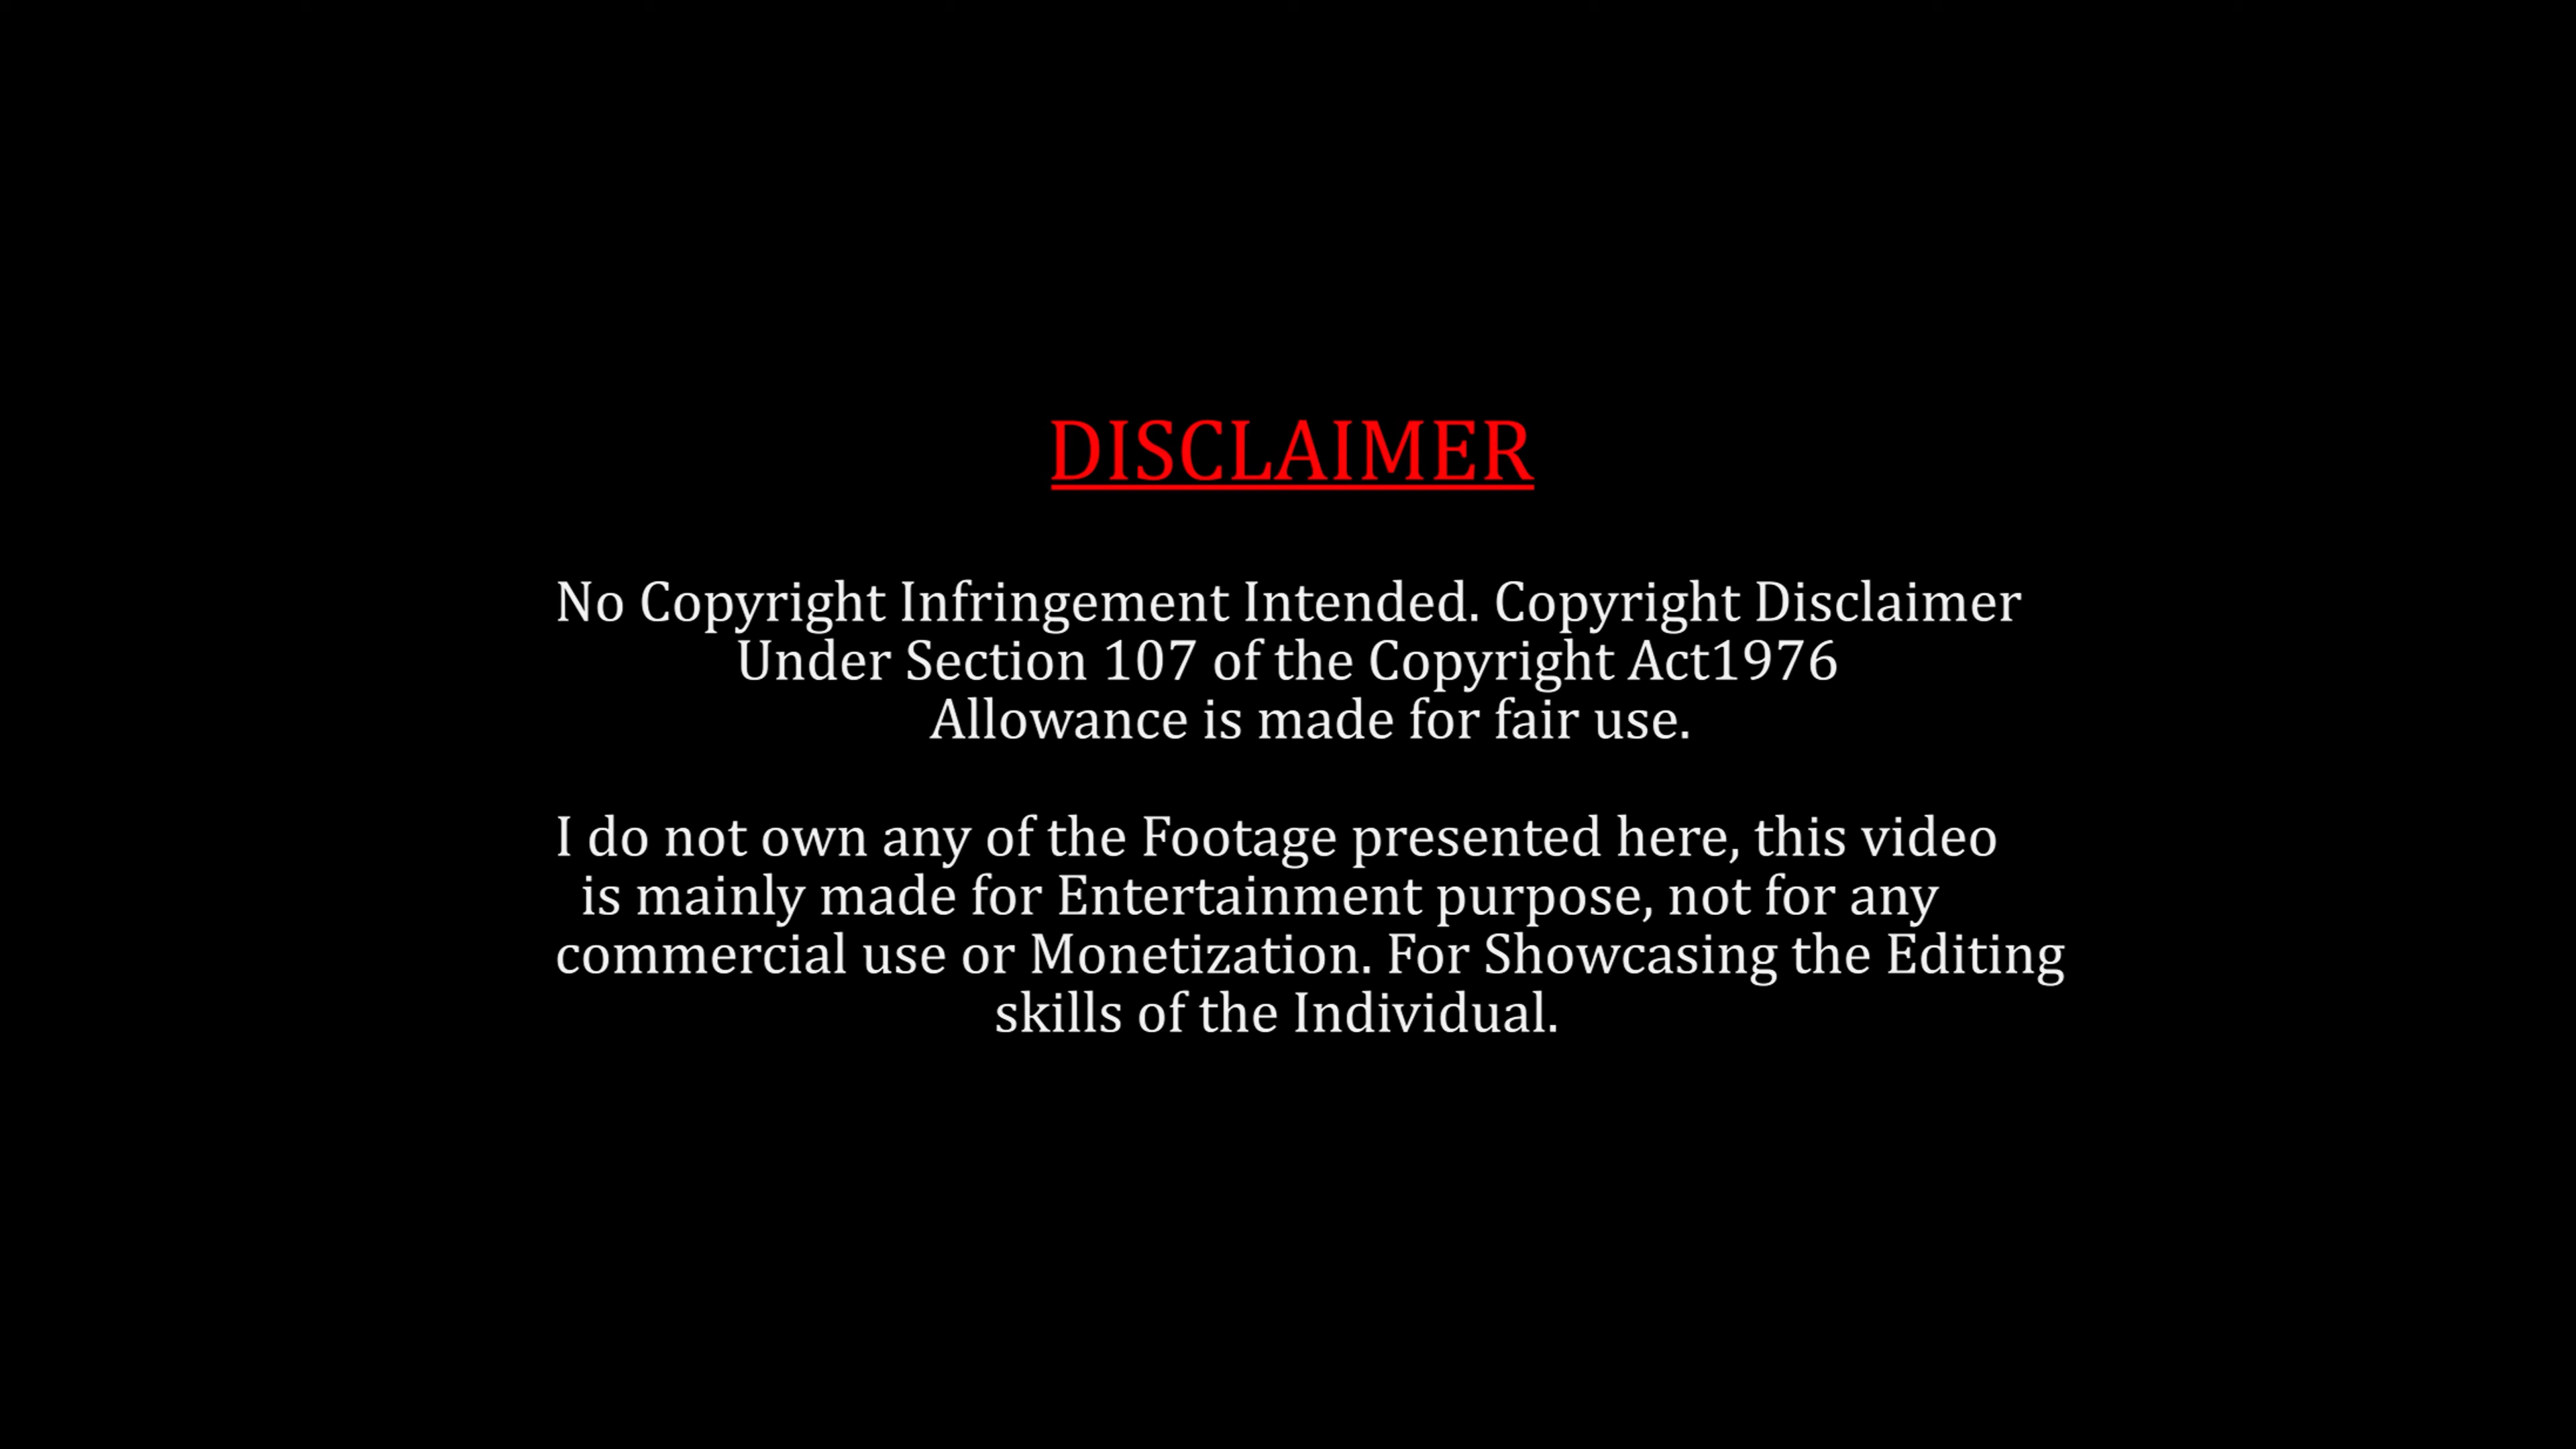 DISCLAIMER
No Copyright Infringement Intended. Copyright Disclaimer
Under Section 107 of the Copyright Act1976
Allowance is made for fair use.
I do not own any of the Footage presented here, this video
is mainly made for Entertainment purpose, not for any
commercial use or Monetization. For Showcasing the Editing
skills of the Individual.